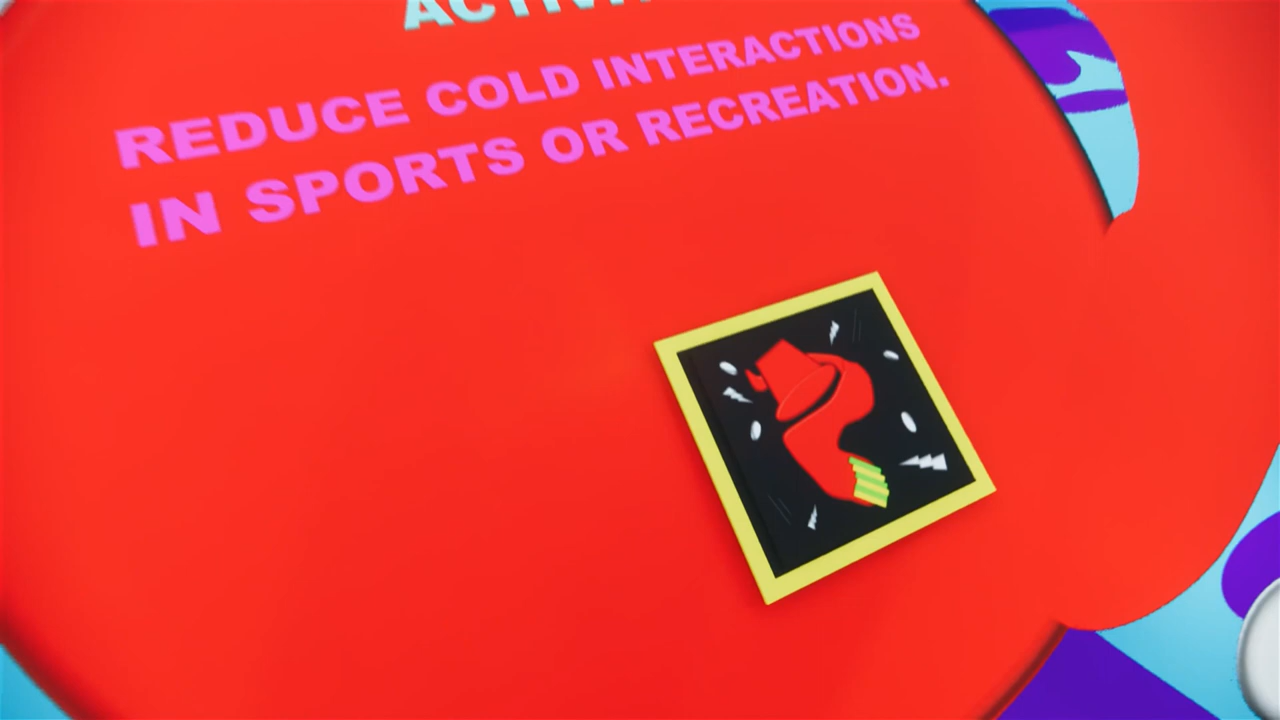 REDUCE COLD INTERACTIONS
IN SPORTS OR RECREATION.